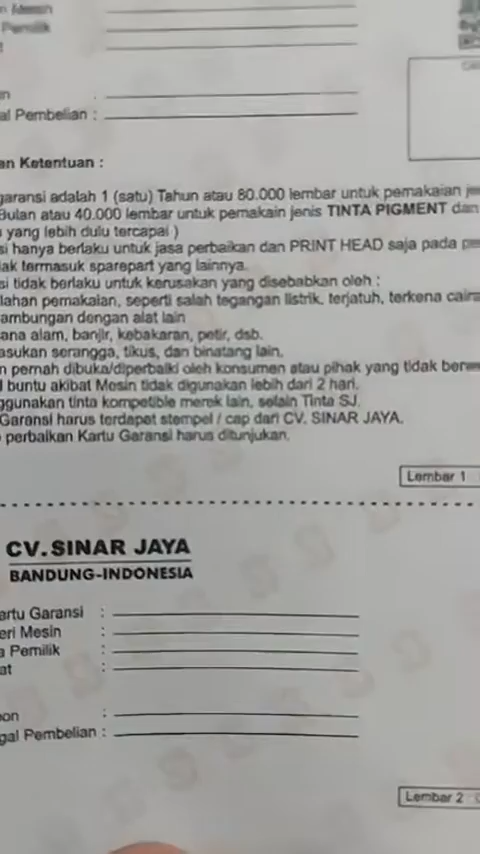 Mesin
Pemilik
al Pembelian :
an Ketentuan :
garansi adalah 1 (satu) Tahun atau 80.000 lembar untuk pemakaian
Bulan atau 40.000 lembar untuk pemakain jenis TINTA PIGMENT dan
yang lebih dulu tercapai )
si hanya berlaku untuk jasa perbaikan dan PRINT HEAD saja pada
ak termasuk sparepart yang lainnya.
si tidak berlaku untuk kerusakan yang disebabkan oleh :
lahan pemakaian, seperti salah tegangan listrik, terjatuh, terkena
ambungan dengan alat lain
ana alam, banjir, kebakaran, petir, dsb.
asukan serangga, tikus, dan binatang lain.
n pernah dibuka/diperbaiki oleh konsumen atau pihak yang tidak
l buntu akibat Mesin tidak digunakan lebih dari 2 hari.
ggunakan tinta kompetible merek lain, selain Tinta SJ.
Garansi harus terdapat stempel / cap dari CV. SINAR JAYA.
perbaikan Kartu Garansi harus ditunjukan.
Lembar 1
CV. SINAR JAYA
BANDUNG-INDONESIA
artu Garansi :
eri Mesin :
a Pemilik :
at :
on :
gal Pembelian :
Lembar 2